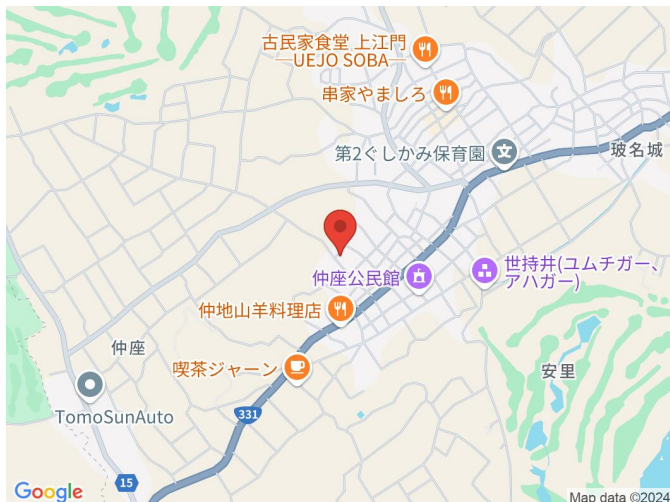 古民家食堂 上江門
—UEJO SOBA—
串家やましろ
第2ぐしかみ保育園
玻名城
仲座公民館
世持井(ユムチガー、
アハガー)
仲地山羊料理店
仲座
喫茶ジャーン
安里
TomoSunAuto
331
15
Google
Map data ©2024